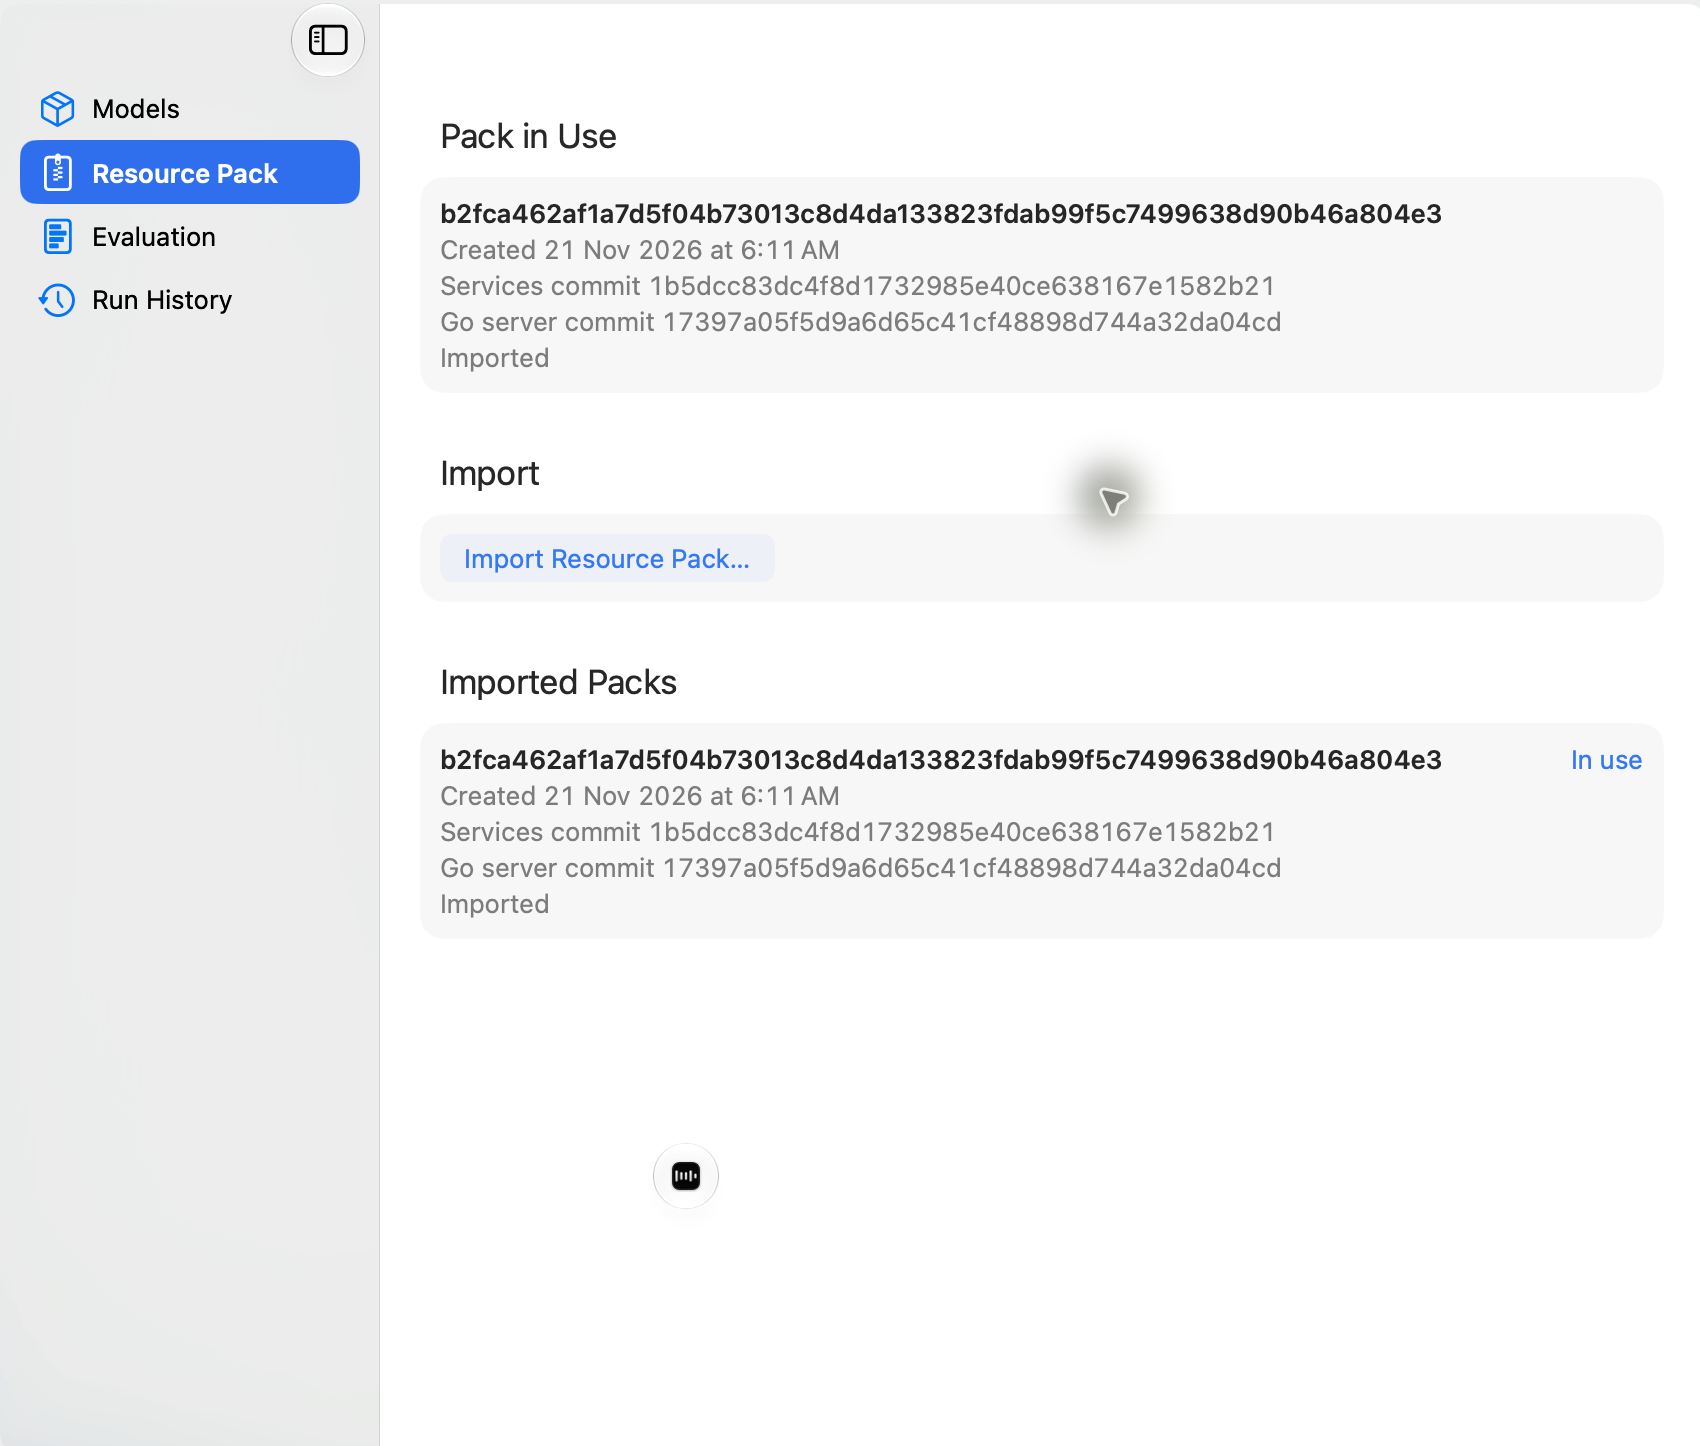 Models
Resource Pack
Evaluation
Run History
Pack in Use
b2fca462af1a7d5f04b73013c8d4da133823fdab99f5c7499638d90b46a804e3
Created 21 Nov 2026 at 6:11 AM
Services commit 1b5dcc83dc4f8d1732985e40ce638167e1582b21
Go server commit 17397a05f5d9a6d65c41cf48898d744a32da04cd
Imported
Import
Import Resource Pack...
Imported Packs
b2fca462af1a7d5f04b73013c8d4da133823fdab99f5c7499638d90b46a804e3
In use
Created 21 Nov 2026 at 6:11 AM
Services commit 1b5dcc83dc4f8d1732985e40ce638167e1582b21
Go server commit 17397a05f5d9a6d65c41cf48898d744a32da04cd
Imported